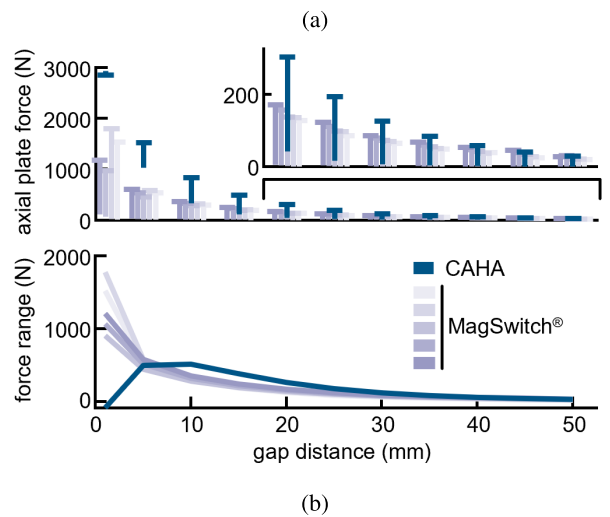 (a)
axial plate force (N)
3000
2000
1000
0
200
0
force range (N)
2000
1000
0
CAHA
MagSwitch®
0 10 20 30 40 50
gap distance (mm)
(b)